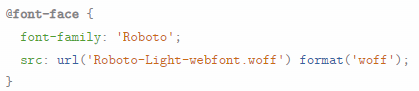 @font-face {
  font-family: 'Roboto';
  src: url('Roboto-Light-webfont.woff') format('woff');
}